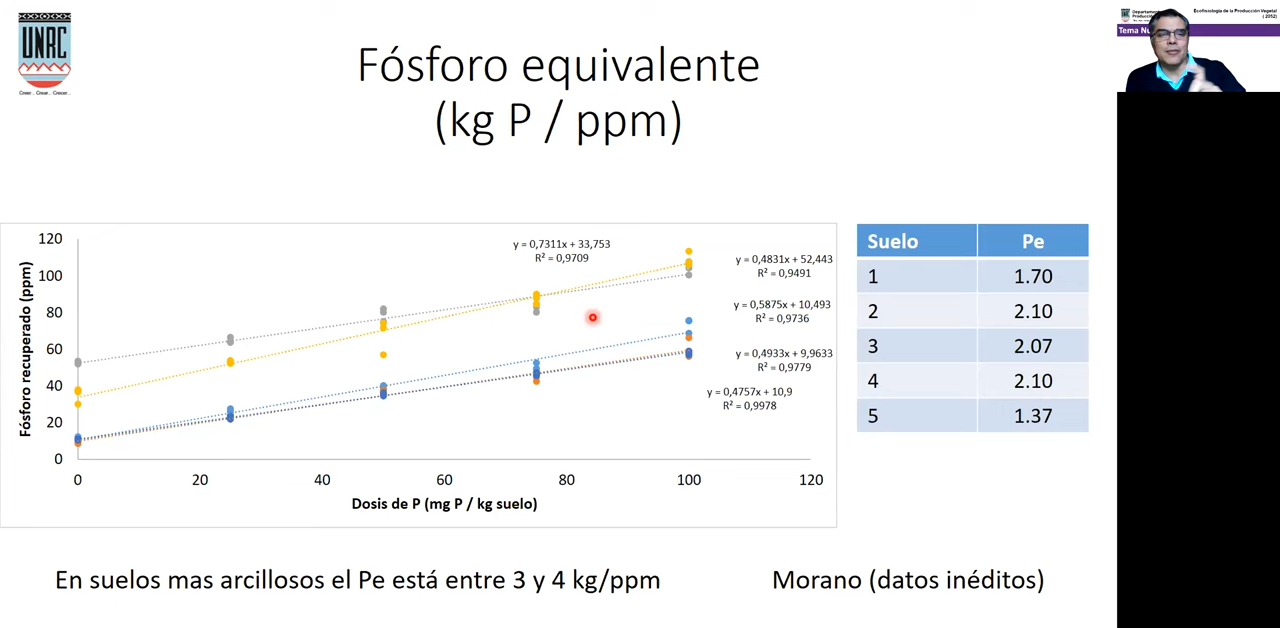 UNRC
Crear... Crear... Crecer...
Fósforo equivalente
(kg P / ppm)
Ecofisiología de la Producción Vegetal
( 2052)
Tema Nu
Fósforo recuperado (ppm)
120
100
80
60
40
20
0
0
20
40
60
80
100
120
Dosis de P (mg P / kg suelo)
y = 0,7311x + 33,753
R² = 0,9709
y = 0,4831x + 52,443
R² = 0,9491
y = 0,5875x + 10,493
R² = 0,9736
y = 0,4933x + 9,9633
R² = 0,9779
y = 0,4757x + 10,9
R² = 0,9978
Suelo Pe
1 1.70
2 2.10
3 2.07
4 2.10
5 1.37
En suelos mas arcillosos el Pe está entre 3 y 4 kg/ppm
Morano (datos inéditos)